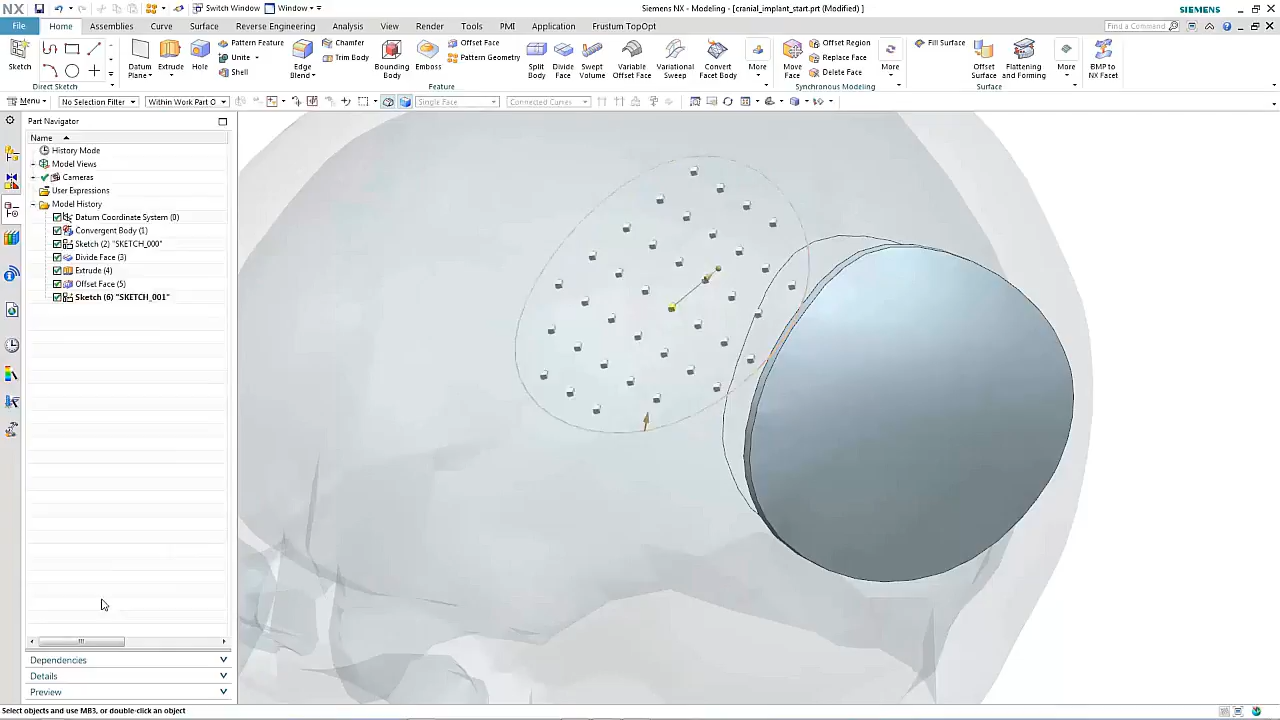 NX
Switch Window
Window
Siemens NX - Modeling - [cranial_implant_start.prt (Modified) ]
SIEMENS
File
Home
Assemblies
Curve
Surface
Reverse Engineering
Analysis
View
Render
Tools
PMI
Application
Frustum TopOpt
Find a Command
Sketch
Datum Plane
Extrude
Hole
Pattern Feature
Unite
Shell
Edge Blend
Chamfer
Trim Body
Bounding Body
Emboss
Offset Face
Pattern Geometry
Split Body
Divide Face
Swept Volume
Variable Offset Face
Variational Sweep
Convert Facet Body
More
Move Face
Offset Region
Replace Face
Delete Face
More
Fill Surface
Offset Surface
Flattening and Forming
More
BMP to NX Facet
Direct Sketch
Feature
Synchronous Modeling
Surface
Menu
No Selection Filter
Within Work Part O
Single Face
Connected Curves
Part Navigator
Name
History Mode
Model Views
Cameras
User Expressions
Model History
Datum Coordinate System (0)
Convergent Body (1)
Sketch (2) "SKETCH_000"
Divide Face (3)
Extrude (4)
Offset Face (5)
Sketch (6) "SKETCH_001"
Dependencies
Details
Preview
Select objects and use MB3, or double-click an object